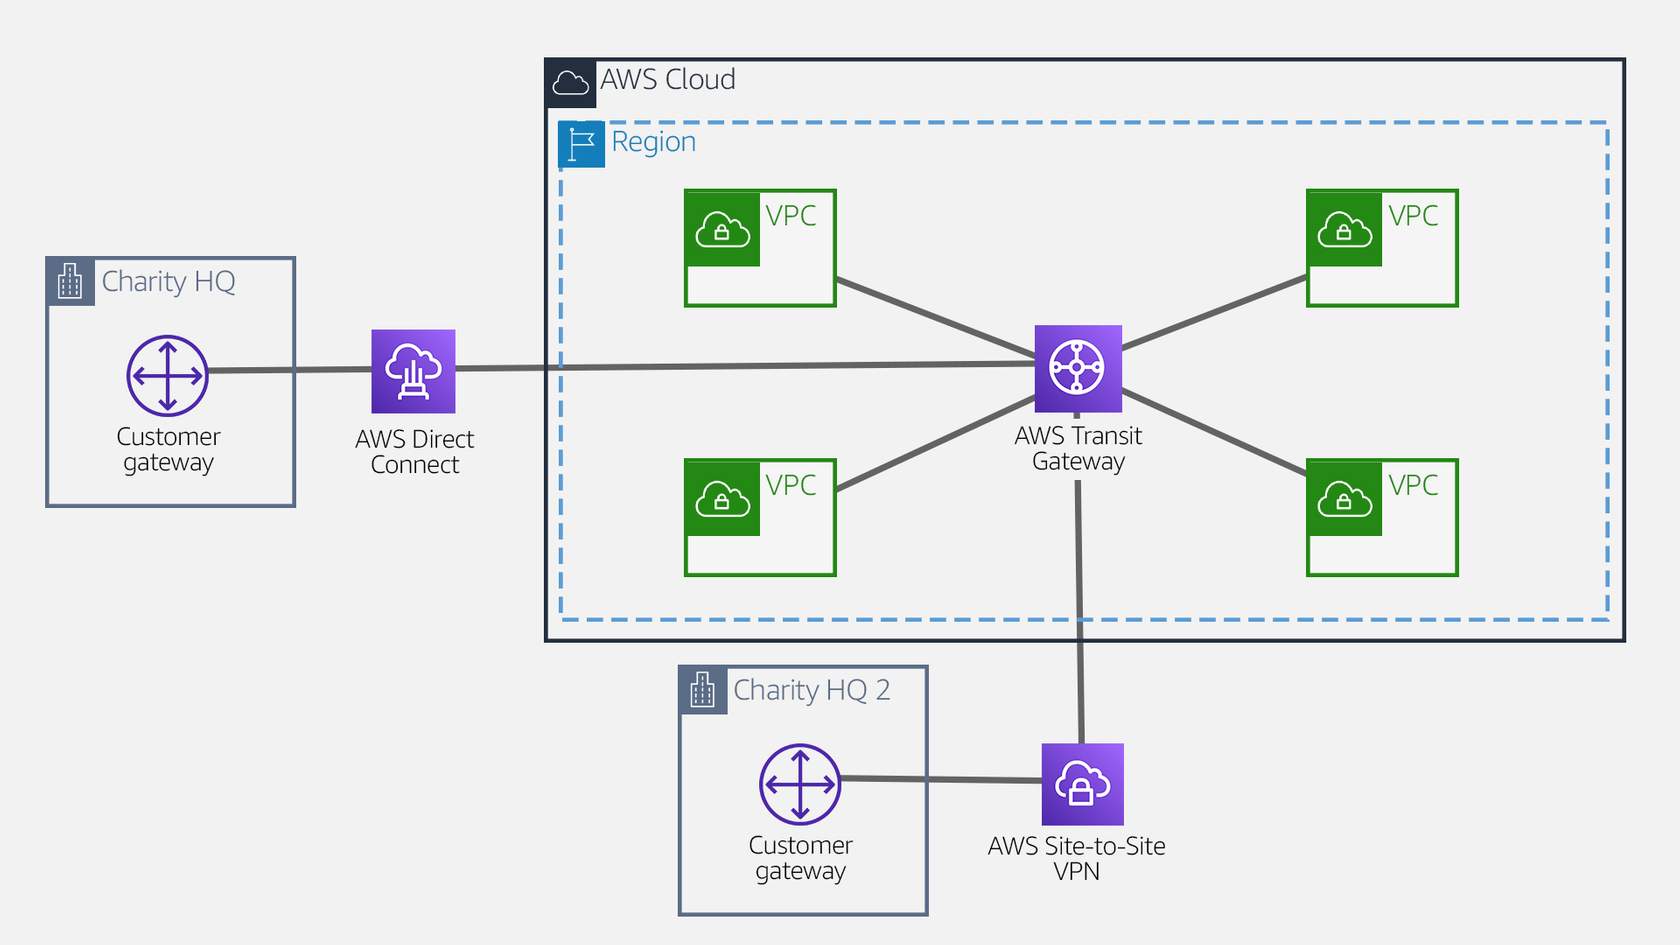 AWS Cloud
Region
VPC
VPC
Charity HQ
Customer
gateway
AWS Direct
Connect
AWS Transit
Gateway
VPC
VPC
Charity HQ 2
Customer
gateway
AWS Site-to-Site
VPN